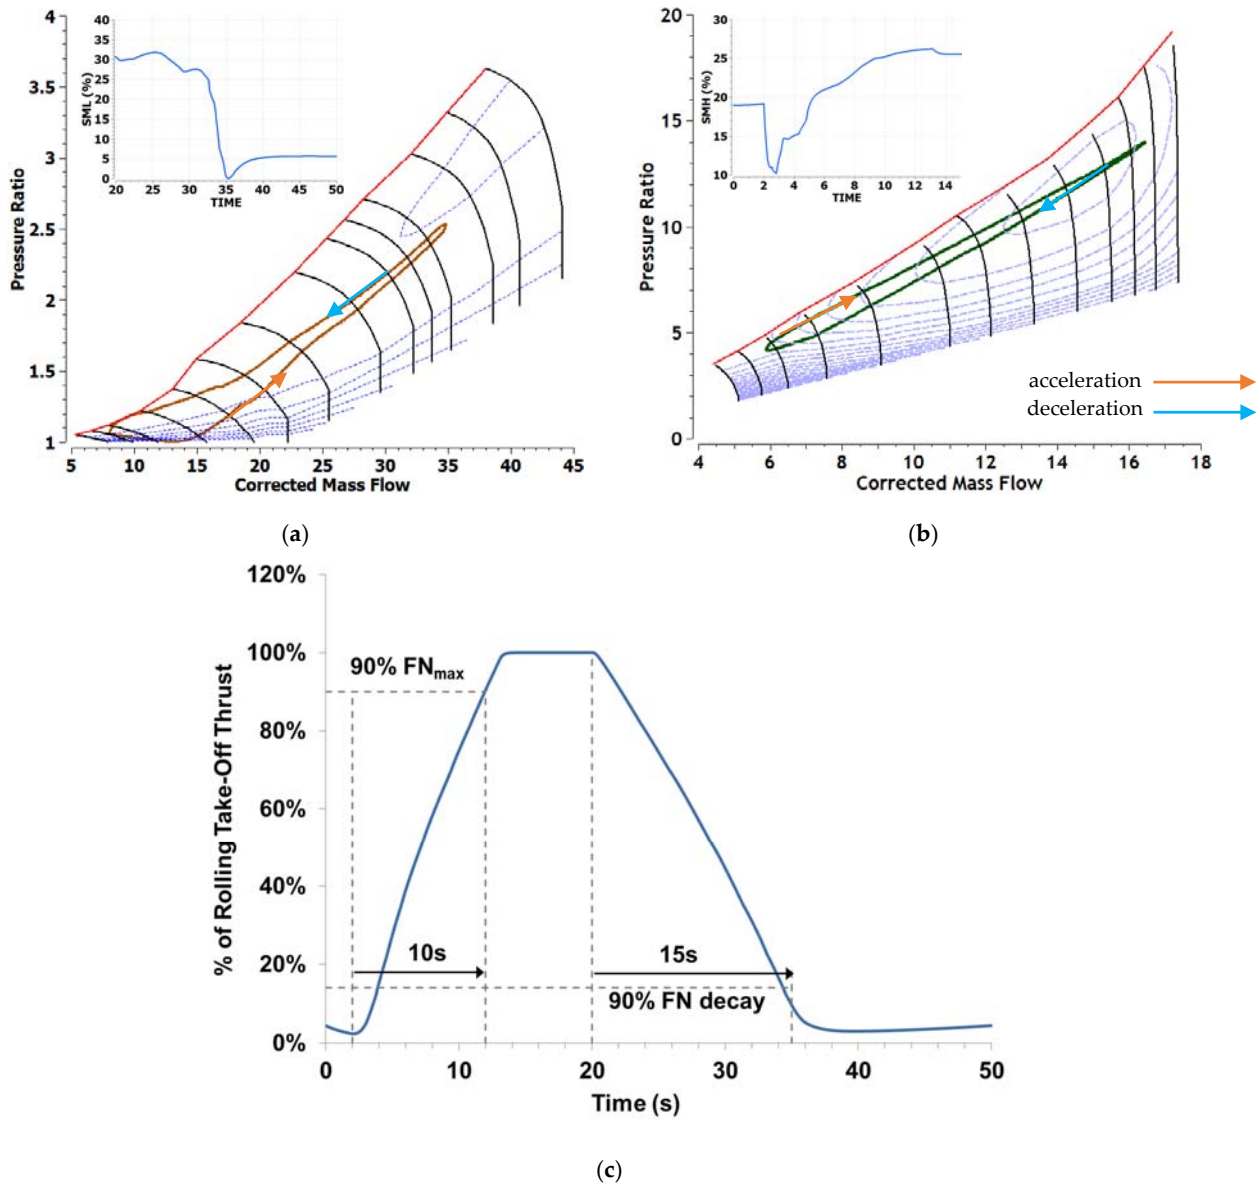 4
3.5
3
2.5
2
1.5
1
Pressure Ratio
5 10 15 20 25 30 35 40 45
Corrected Mass Flow
40
35
30
25
20
15
10
5
0
SML (%)
20 25 30 35 40 45 50
TIME
(a)
20
15
10
5
0
Pressure Ratio
4 6 8 10 12 14 16 18
Corrected Mass Flow
30
25
20
15
10
SMH (%)
0 2 4 6 8 10 12 14
TIME
acceleration
deceleration
(b)
120%
100%
80%
60%
40%
20%
0%
% of Rolling Take-Off Thrust
90% FNmax
10s
15s
90% FN decay
0 10 20 30 40 50
Time (s)
(c)